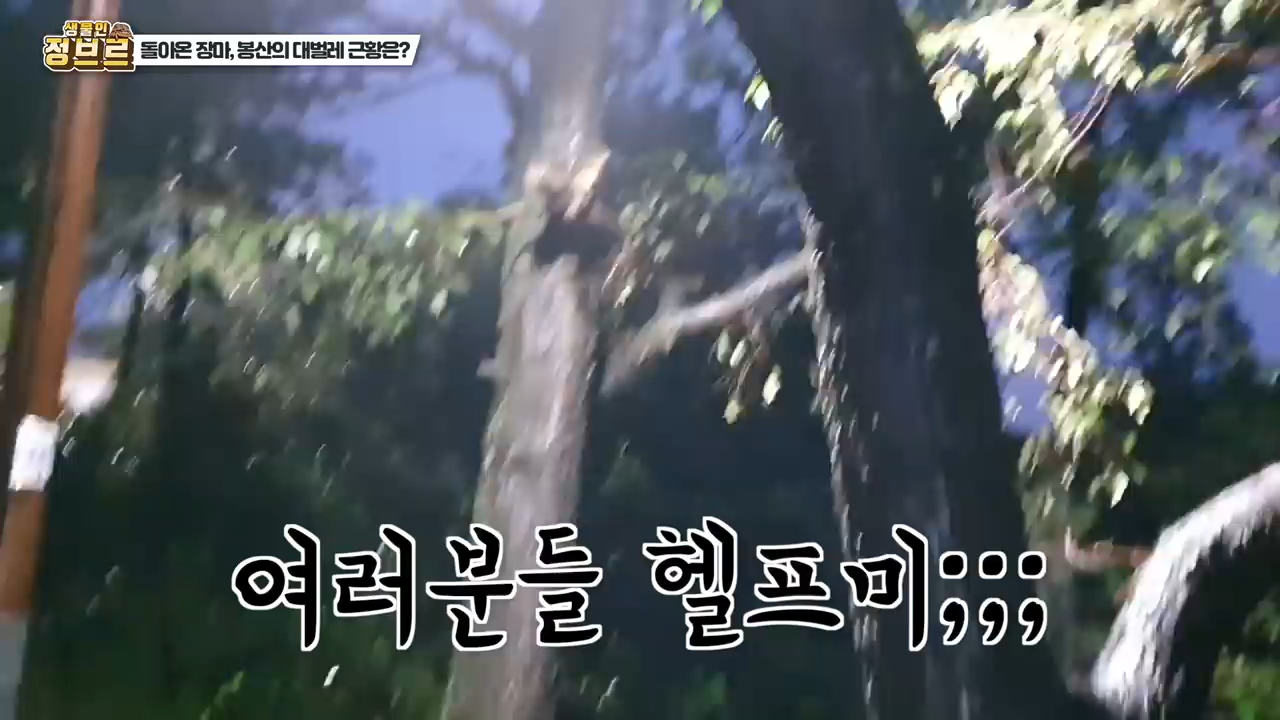 생물인
정브르
돌아온 장마, 봉산의 대벌레 근황은?
여러분들 헬프미;;;